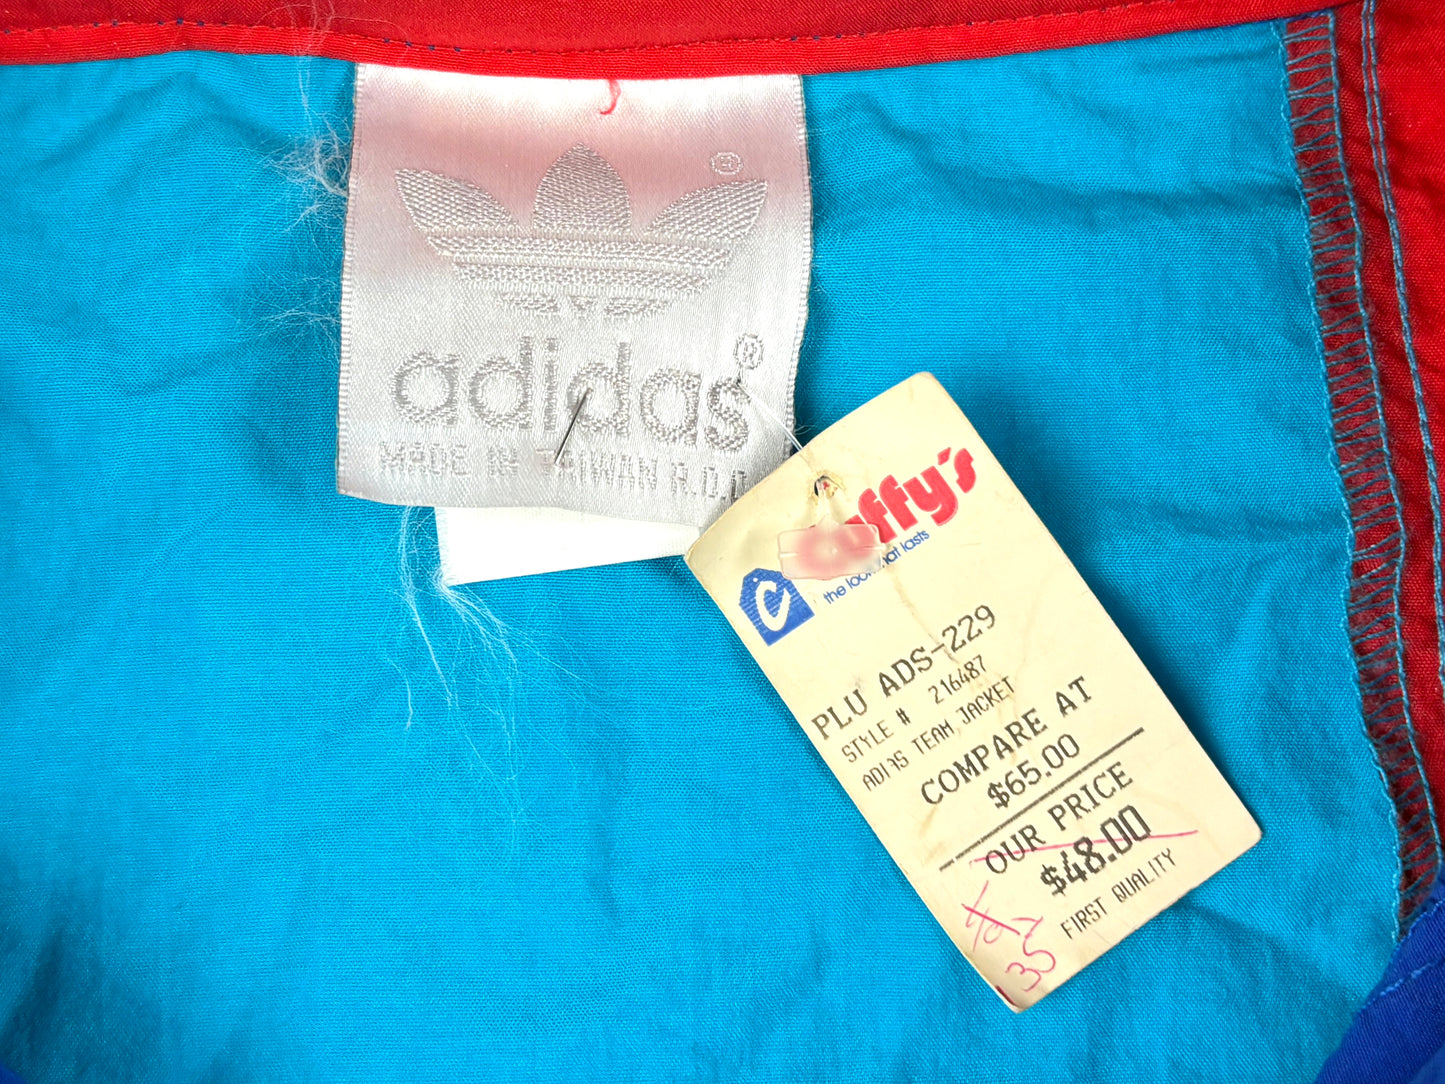 ®
adidas®
MADE IN TAIWAN R.O.C
C
the look that lasts
PLU ADS-229
STYLE # 216487
ADIAS TEAM JACKET
COMPARE AT
$65.00
OUR PRICE
$48.00
FIRST QUALITY
35